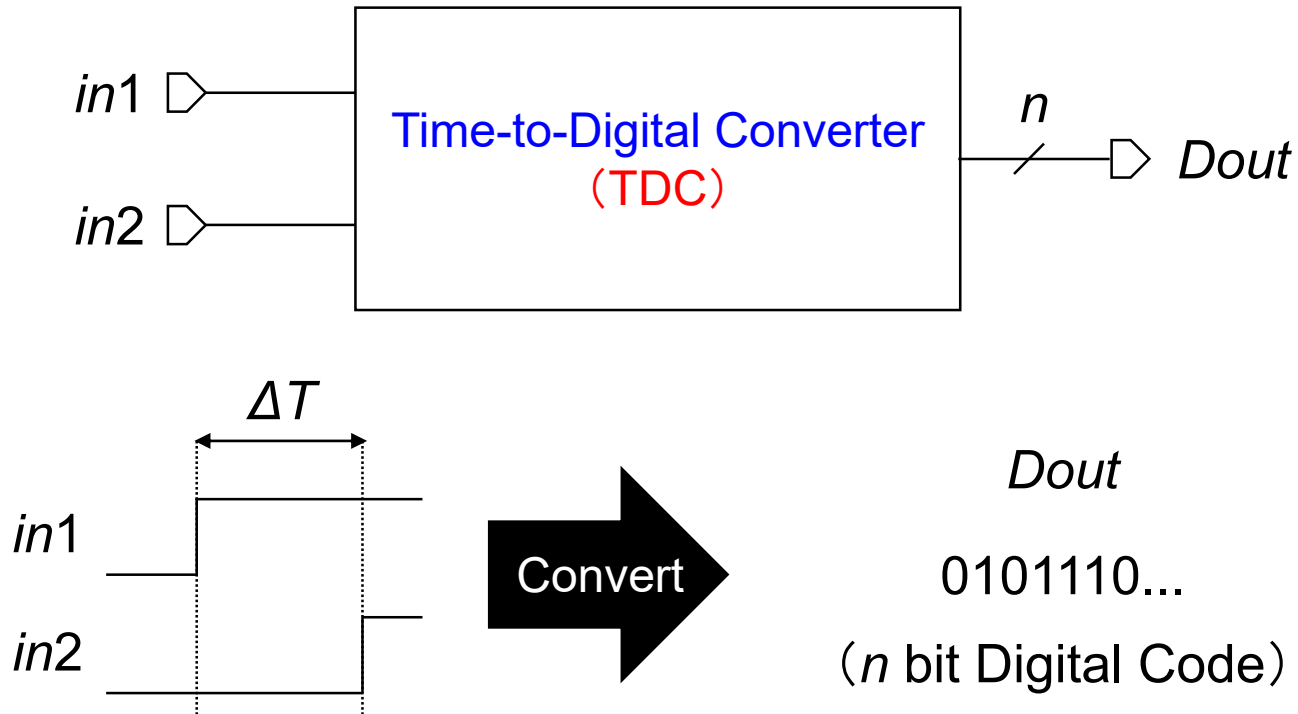 in1
in2
Time-to-Digital Converter
（TDC）
n
Dout
ΔT
in1
in2
Convert
Dout
0101110...
（n bit Digital Code）